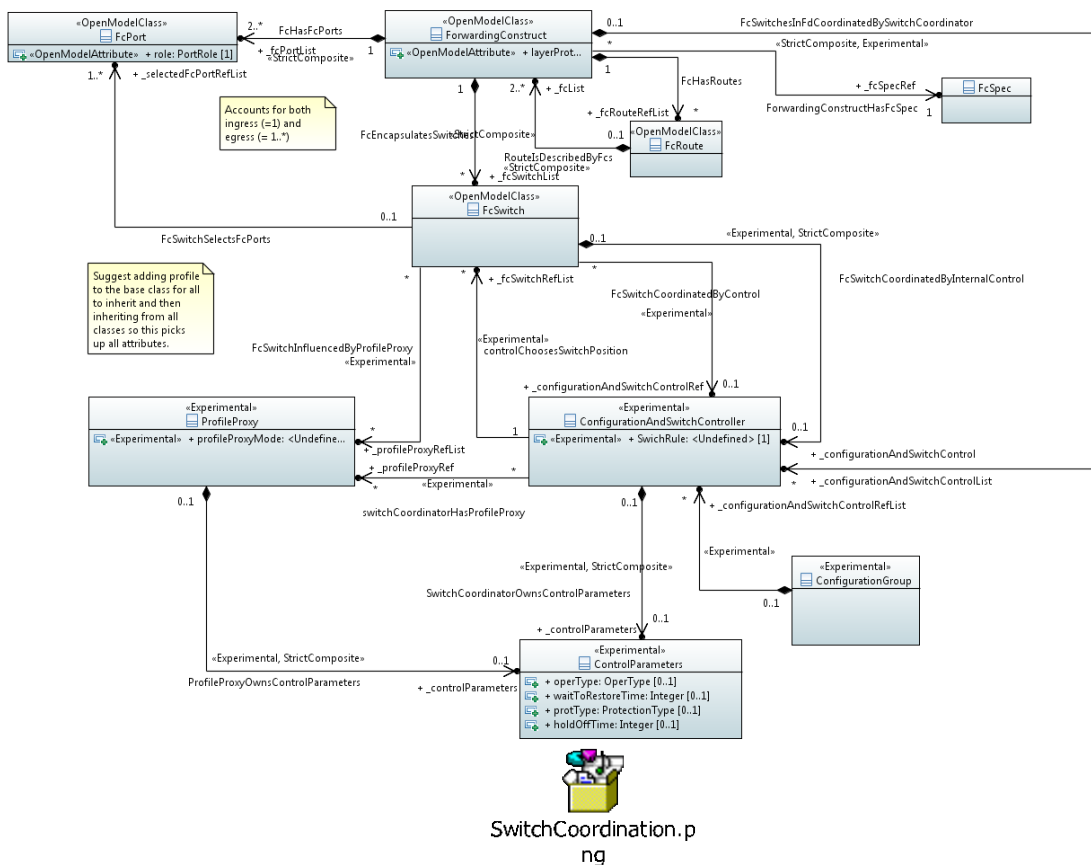 «OpenModelClass»
FcPort
«OpenModelAttribute» + role: PortRole [1]
2..*
FcHasFcPorts
+ _fcPortList
1
«StrictComposite»
«OpenModelClass»
ForwardingConstruct
«OpenModelAttribute» + layerProt...
0..1
FcSwitchesInFdCoordinatedBySwitchCoordinator
*
«StrictComposite, Experimental»
+ _fcSpecRef
ForwardingConstructHasFcSpec
1
FcSpec
1..*
+ _selectedFcPortRefList
Accounts for both
ingress (=1) and
egress (= 1..*)
1
2..*
+ _fcList
1
FcHasRoutes
+ _fcRouteRefList
*
FcEncapsulatesSwitches
«StrictComposite»
0..1
«OpenModelClass»
FcRoute
RouteIsDescribedByFcs
«StrictComposite»
*
+ _fcSwitchList
«OpenModelClass»
FcSwitch
0..1
FcSwitchSelectsFcPorts
0..1
«Experimental, StrictComposite»
FcSwitchCoordinatedByInternalControl
Suggest adding profile
to the base class for all
to inherit and then
inheriting from all
classes so this picks
up all attributes.
*
*
+ _fcSwitchRefList
*
FcSwitchCoordinatedByControl
«Experimental»
FcSwitchInfluencedByProfileProxy
«Experimental»
«Experimental»
controlChoosesSwitchPosition
+ _configurationAndSwitchControlRef
0..1
«Experimental»
ProfileProxy
«Experimental» + profileProxyMode: <Undefine...
*
+ _profileProxyRefList
«Experimental»
ConfigurationAndSwitchController
«Experimental» + SwichRule: <Undefined> [1]
1
0..1
+ _configurationAndSwitchControl
+ _profileProxyRef
*
*
«Experimental»
switchCoordinatorHasProfileProxy
+ _configurationAndSwitchControlList
*
0..1
0..1
*
+ _configurationAndSwitchControlRefList
«Experimental»
«Experimental»
ConfigurationGroup
0..1
«Experimental, StrictComposite»
SwitchCoordinatorOwnsControlParameters
0..1
+ _controlParameters
«Experimental, StrictComposite»
ProfileProxyOwnsControlParameters
0..1
+ _controlParameters
«Experimental»
ControlParameters
+ operType: OperType [0..1]
+ waitToRestoreTime: Integer [0..1]
+ protType: ProtectionType [0..1]
+ holdOffTime: Integer [0..1]
SwitchCoordination.p
ng